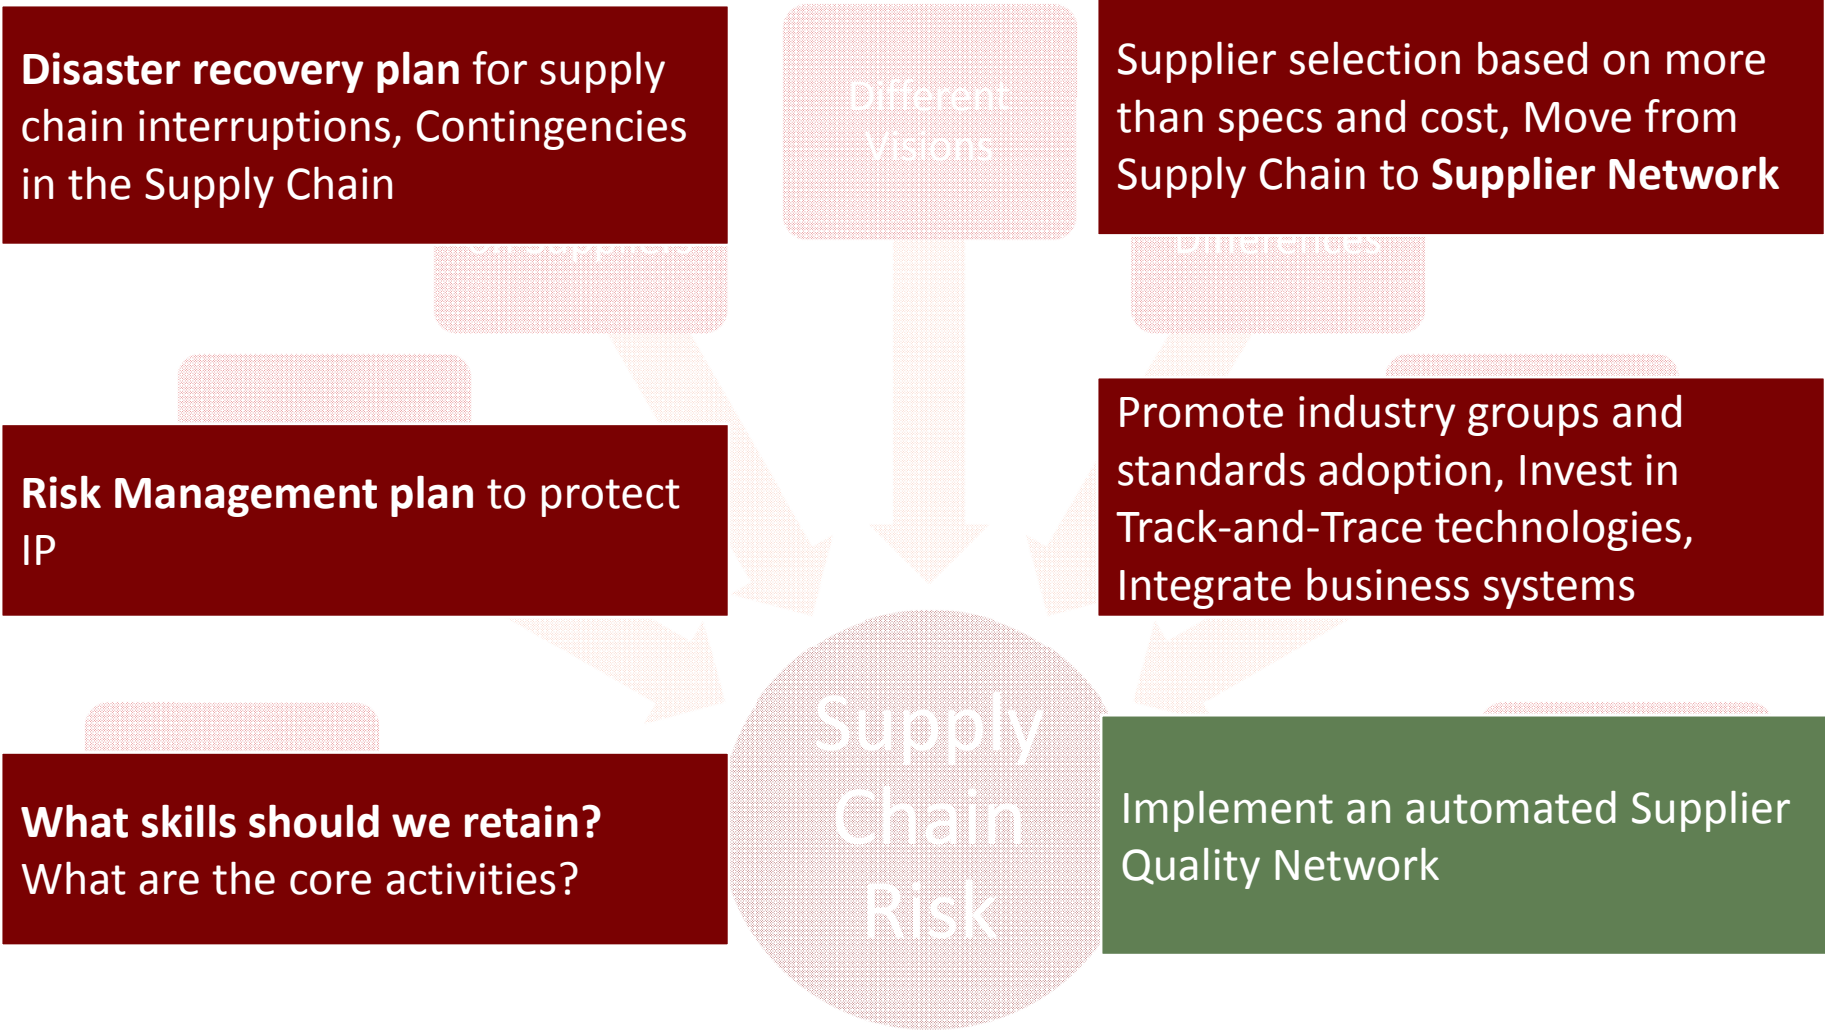 Disaster recovery plan for supply
chain interruptions, Contingencies
in the Supply Chain
Different
Visions
Supplier selection based on more
than specs and cost, Move from
Supply Chain to Supplier Network
on Suppliers
Differences
Risk Management plan to protect
IP
Promote industry groups and
standards adoption, Invest in
Track-and-Trace technologies,
Integrate business systems
What skills should we retain?
What are the core activities?
Supply
Chain
Risk
Implement an automated Supplier
Quality Network